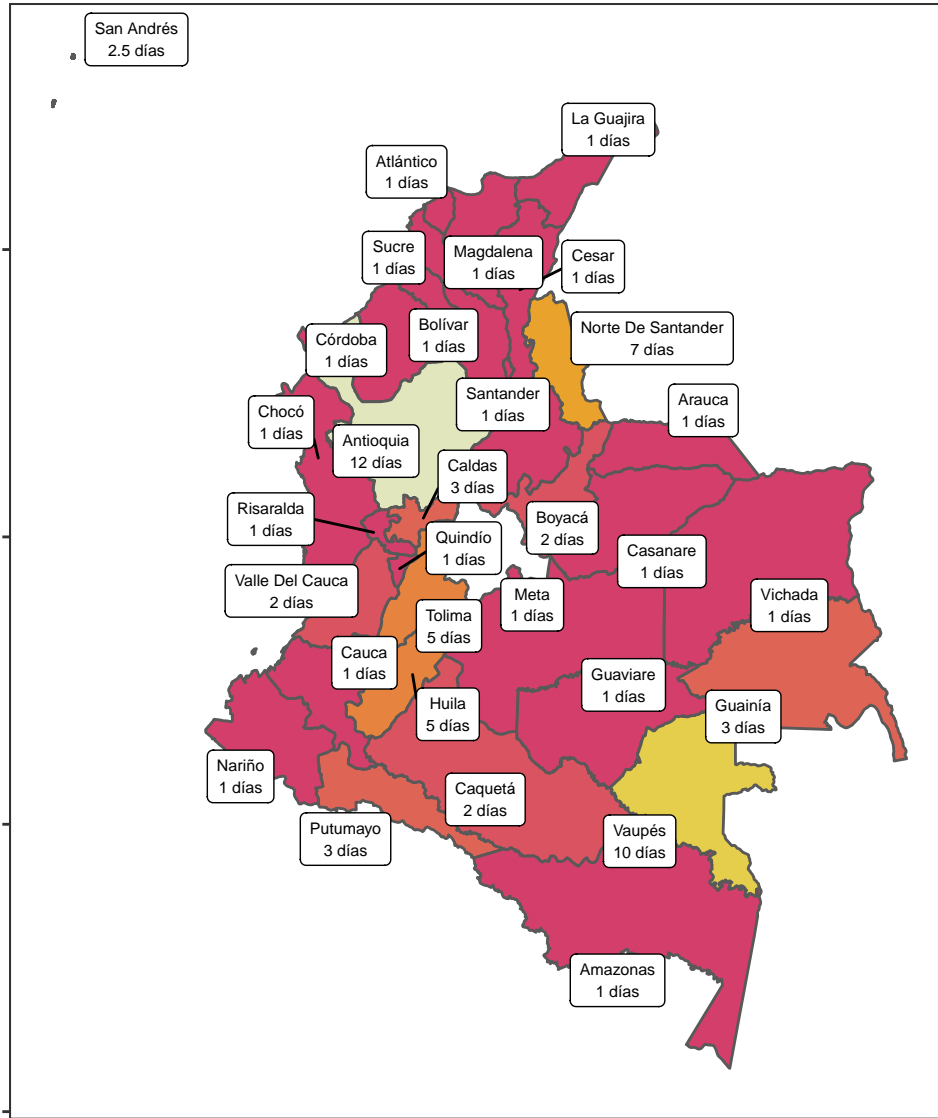 San Andrés
2.5 días
La Guajira
1 días
Atlántico
1 días
Sucre
1 días
Magdalena
1 días
Cesar
1 días
Bolívar
1 días
Norte De Santander
7 días
Córdoba
1 días
Santander
1 días
Arauca
1 días
Chocó
1 días
Antioquia
12 días
Caldas
3 días
Risaralda
1 días
Boyacá
2 días
Quindío
1 días
Casanare
1 días
Valle Del Cauca
2 días
Meta
1 días
Vichada
1 días
Tolima
5 días
Cauca
1 días
Guaviare
1 días
Huila
5 días
Guainía
3 días
Nariño
1 días
Caquetá
2 días
Putumayo
3 días
Vaupés
10 días
Amazonas
1 días